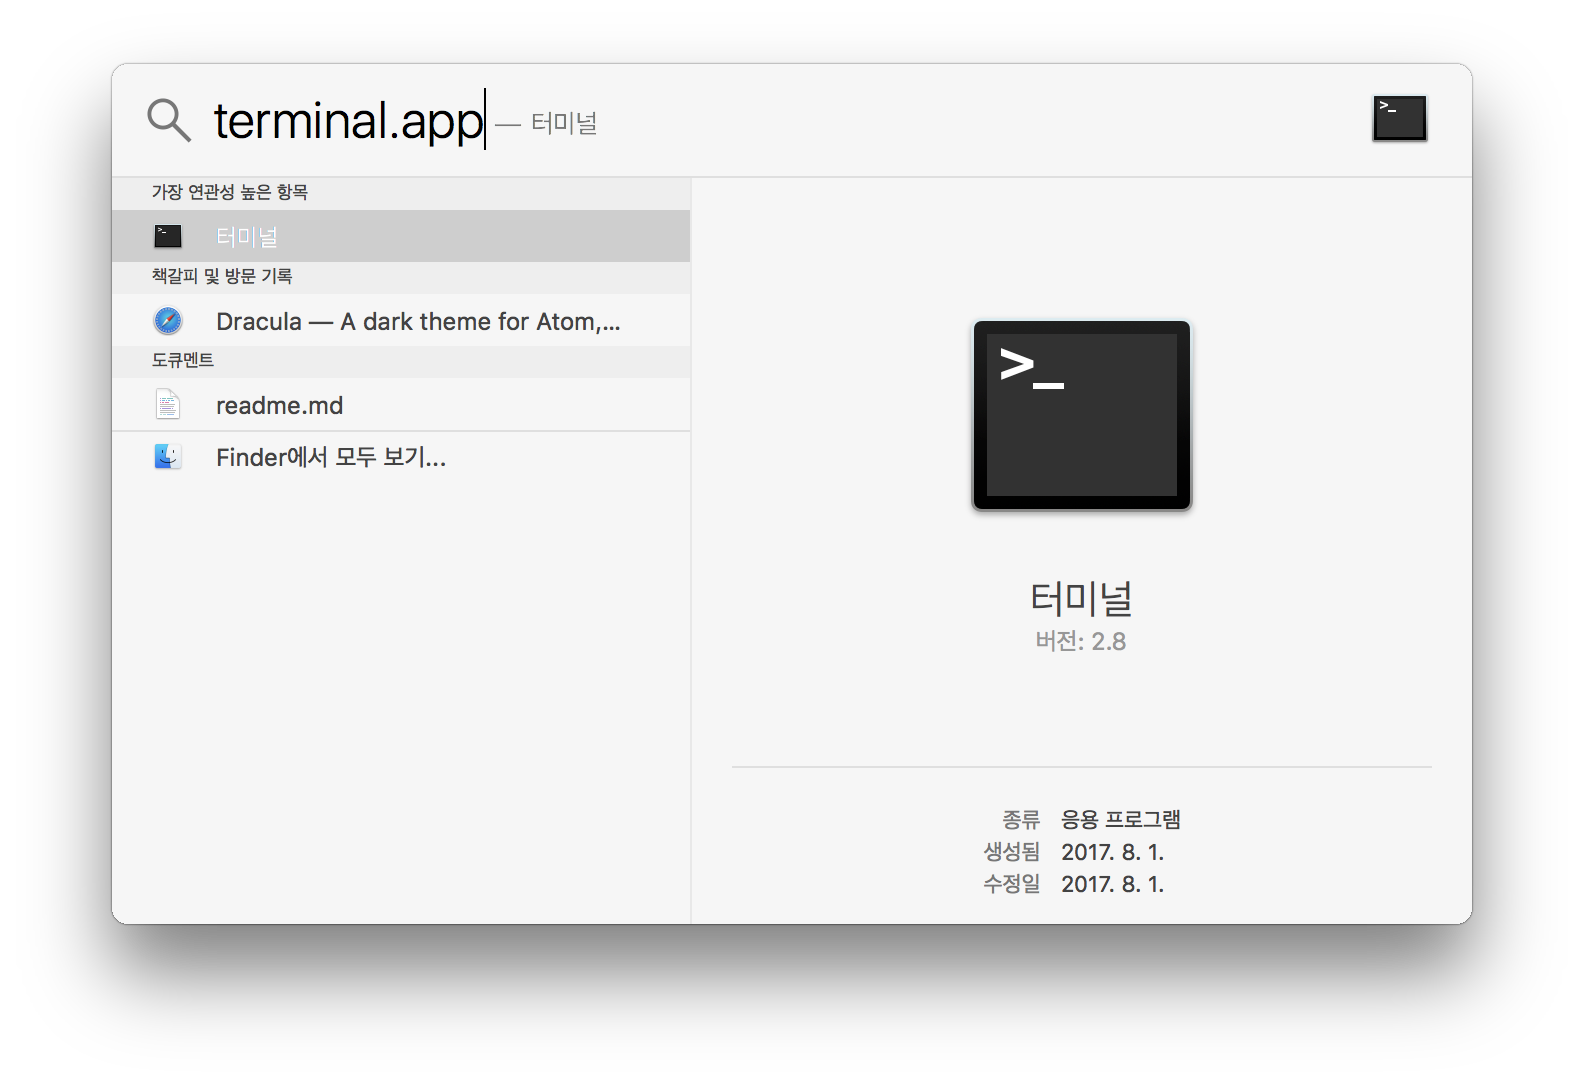 terminal.app — 터미널
가장 연관성 높은 항목
터미널
책갈피 및 방문 기록
Dracula — A dark theme for Atom,...
도큐멘트
readme.md
Finder에서 모두 보기...
>_
터미널
버전: 2.8
종류 응용 프로그램
생성됨 2017. 8. 1.
수정일 2017. 8. 1.